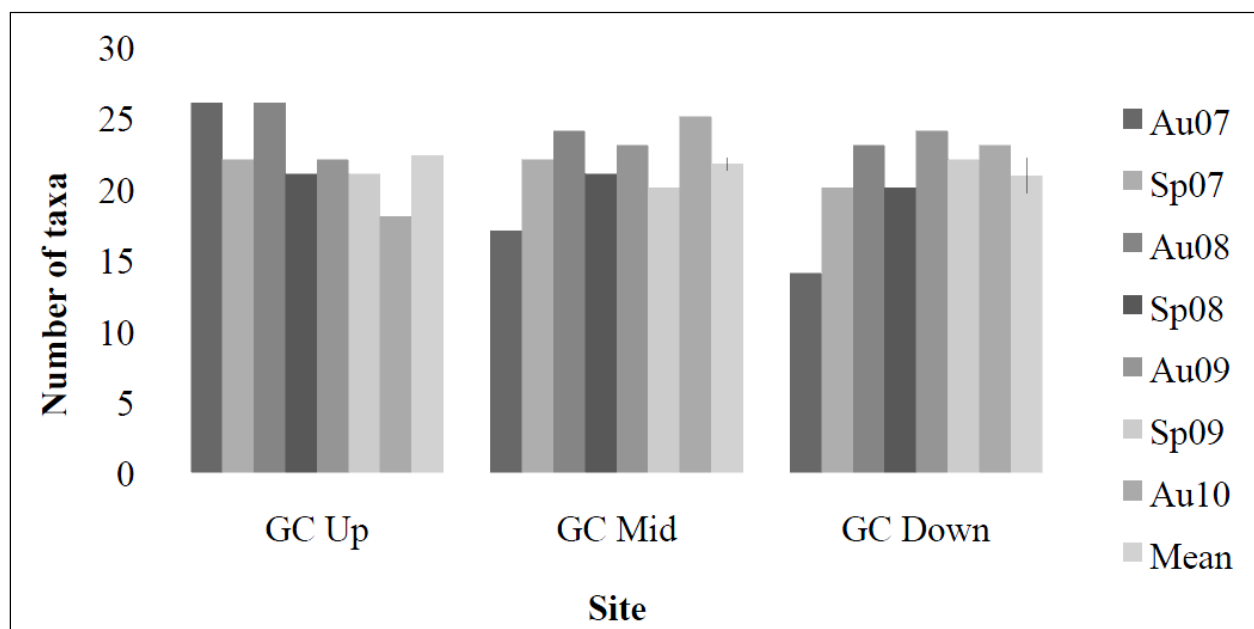 Number of taxa
30
25
20
15
10
5
0
GC Up
GC Mid
GC Down
Site
Au07
Sp07
Au08
Sp08
Au09
Sp09
Au10
Mean